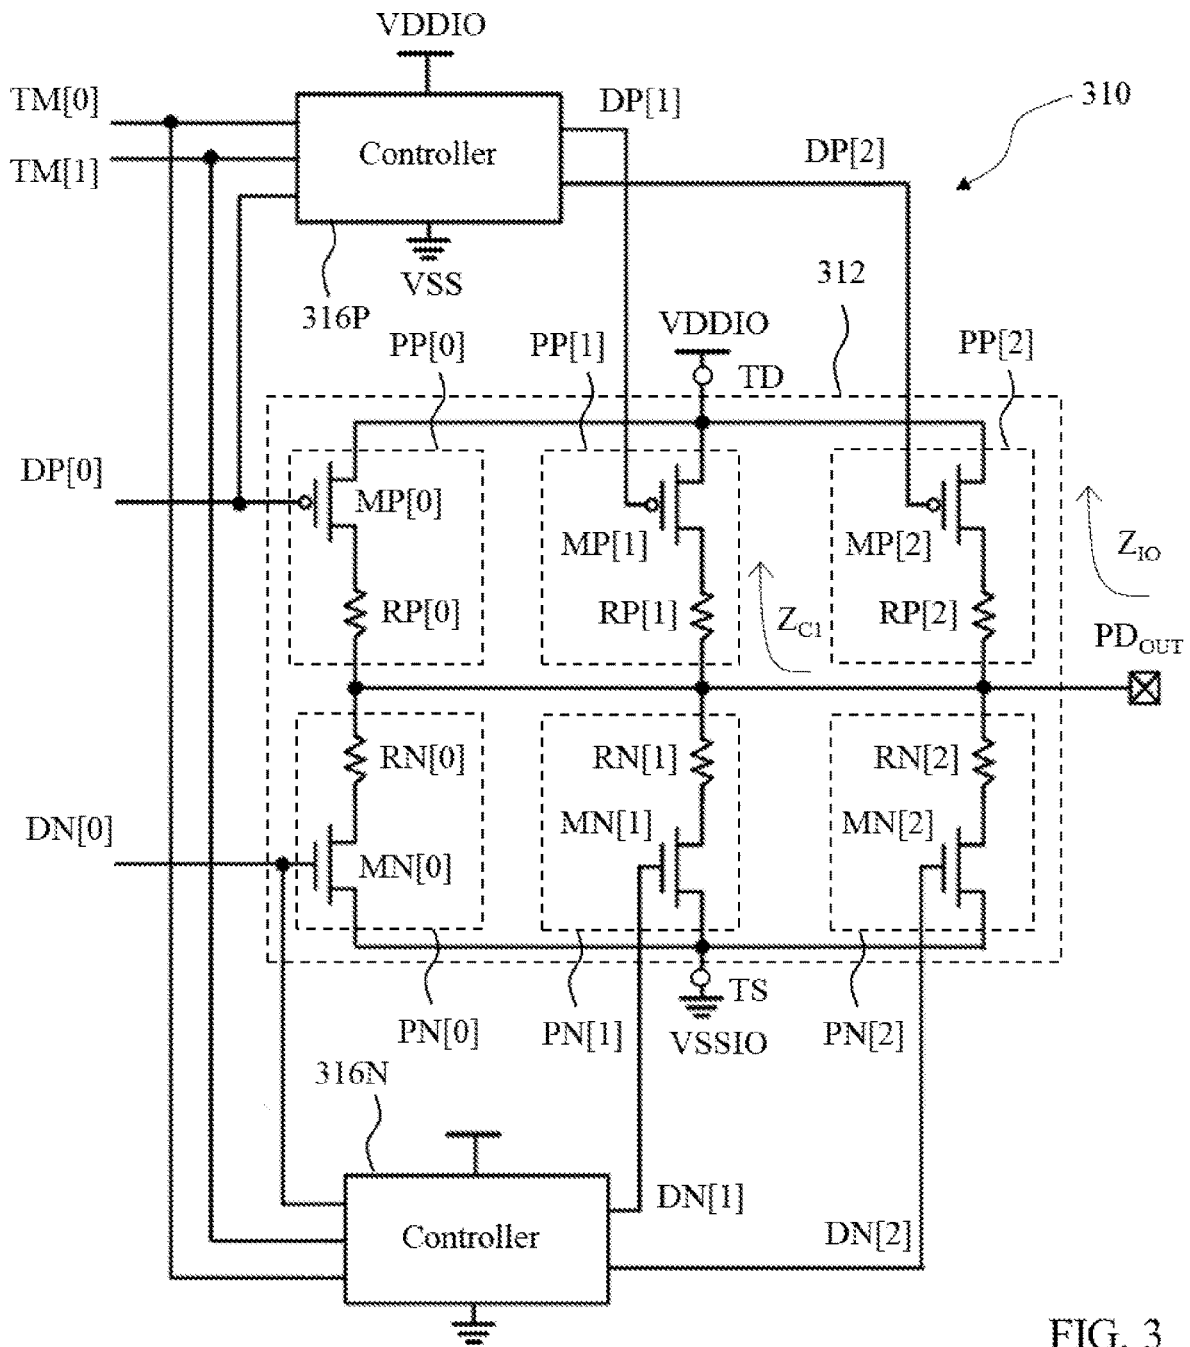 VDDIO
TM[0]
TM[1]
Controller
DP[1]
DP[2]
310
VSS
316P
312
VDDIO
TD
PP[0]
PP[1]
PP[2]
DP[0]
MP[0]
MP[1]
MP[2]
ZIO
RP[0]
RP[1]
ZC1
RP[2]
PDOUT
RN[0]
RN[1]
RN[2]
DN[0]
MN[0]
MN[1]
MN[2]
TS
PN[0]
PN[1]
VSSIO
PN[2]
316N
Controller
DN[1]
DN[2]
FIG. 3